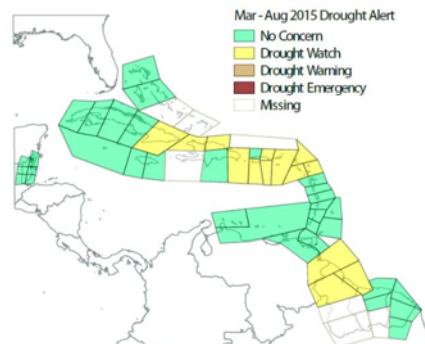 Mar - Aug 2015 Drought Alert
No Concern
Drought Watch
Drought Warning
Drought Emergency
Missing